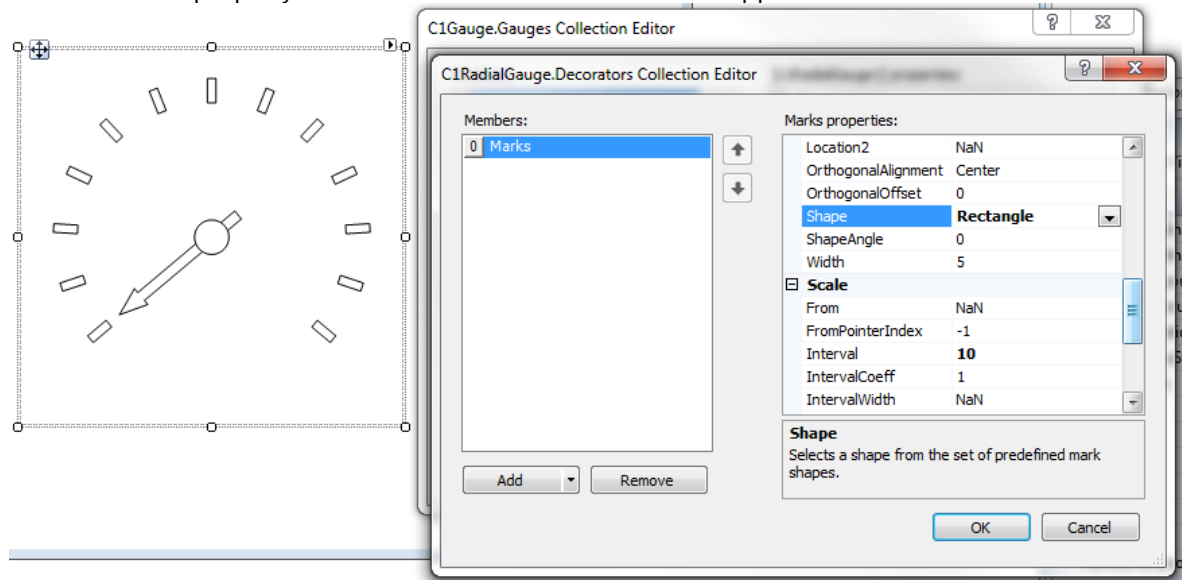 C1Gauge.Gauges Collection Editor
C1RadialGauge.Decorators Collection Editor
Members:
0 Marks
Add
Remove
Marks properties:
Location2 NaN
OrthogonalAlignment Center
OrthogonalOffset 0
Shape Rectangle
ShapeAngle 0
Width 5
Scale
From NaN
FromPointerIndex -1
Interval 10
IntervalCoeff 1
IntervalWidth NaN
Shape
Selects a shape from the set of predefined mark
shapes.
OK
Cancel